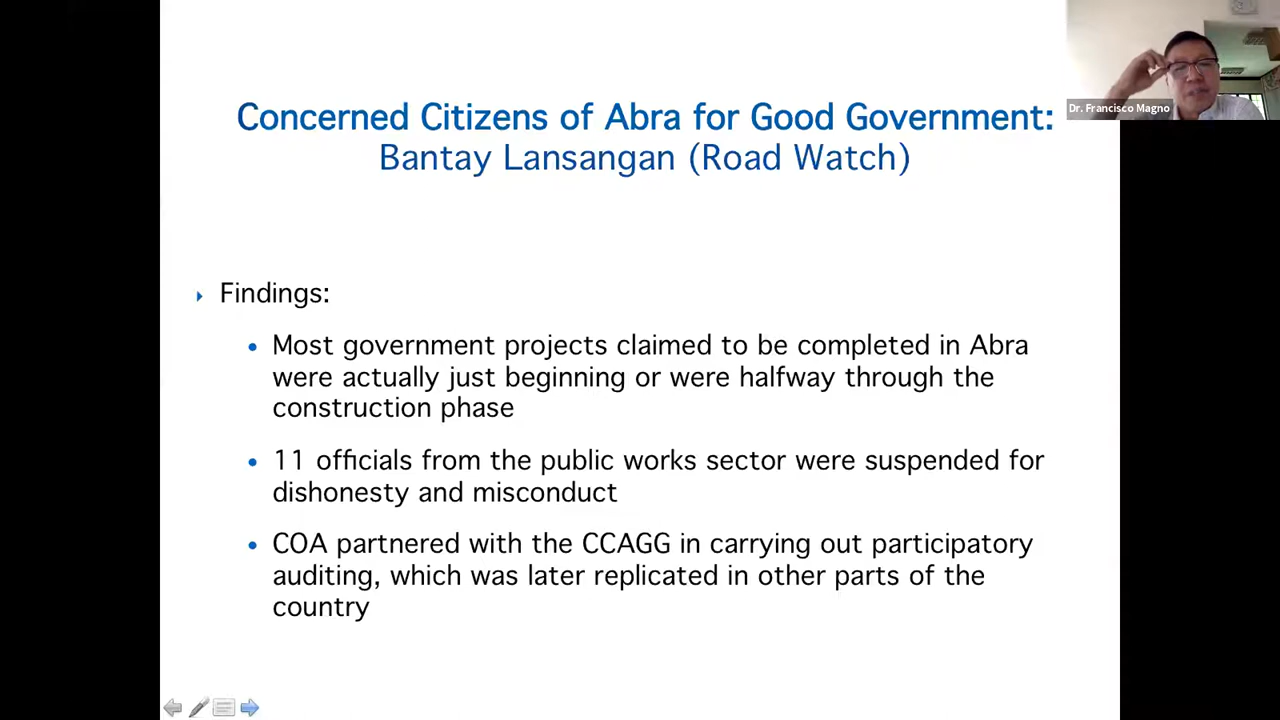 Concerned Citizens of Abra for Good Government:
Bantay Lansangan (Road Watch)
Dr. Francisco Magno
Findings:
Most government projects claimed to be completed in Abra
were actually just beginning or were halfway through the
construction phase
11 officials from the public works sector were suspended for
dishonesty and misconduct
COA partnered with the CCAGG in carrying out participatory
auditing, which was later replicated in other parts of the
country